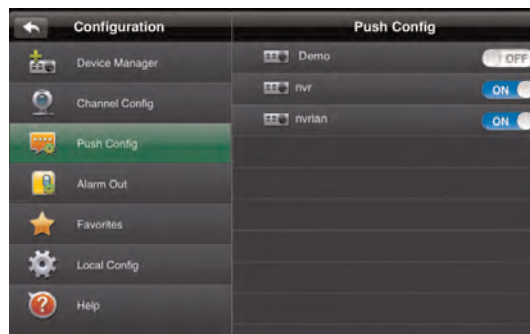 Configuration
Push Config
Device Manager
Channel Config
Push Config
Alarm Out
Favorites
Local Config
Help
Demo
OFF
nvr
ON
nvrlan
ON